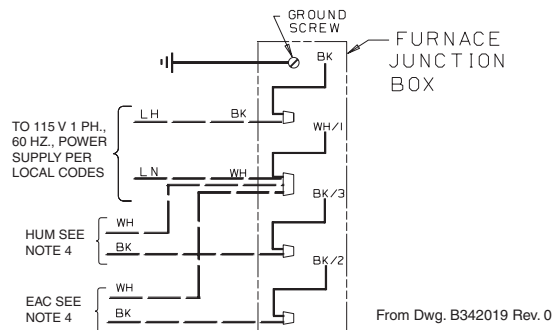 GROUND
SCREW
BK
FURNACE
JUNCTION
BOX
LH
BK
TO 115 V 1 PH.,
60 HZ., POWER
SUPPLY PER
LOCAL CODES
WH/1
LN
WH
BK/3
HUM SEE
NOTE 4
WH
BK
BK/2
EAC SEE
NOTE 4
WH
BK
From Dwg. B342019 Rev. 0